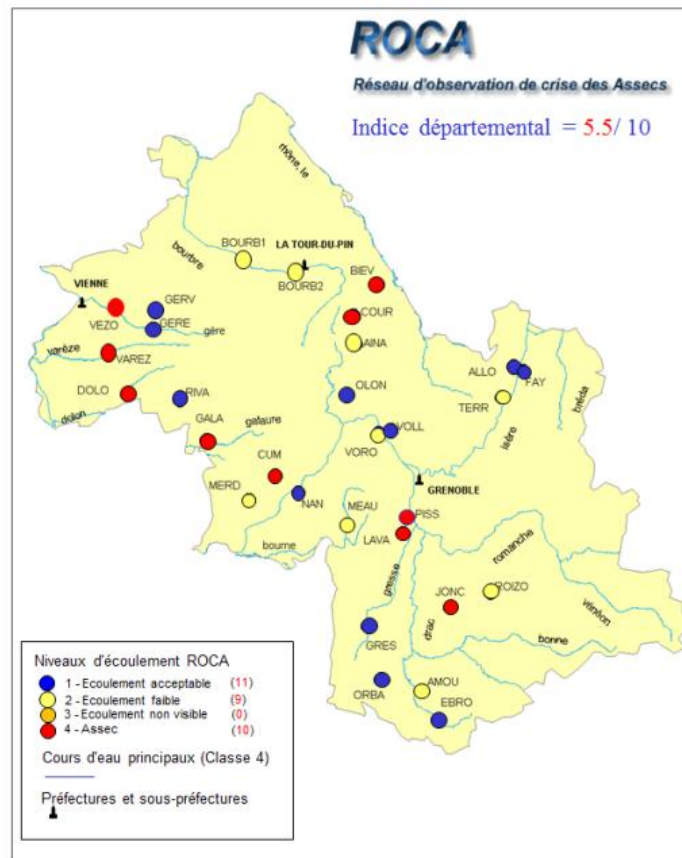 ROCA
Réseau d'observation de crise des Assecs
Indice départemental = 5.5/ 10
rhône, le
bourbre
BOURB1
LA TOUR-DU-PIN
BOURB2
BIEV
VIENNE
GERV
COUR
VEZO
GERE
gère
AINA
varèze
VAREZ
ALLO
FAY
DOLO
RIVA
OLON
TERR
bréda
dolon
GALA
galaure
VOLL
isère
VORO
CUM
GRENOBLE
MERD
NAN
MEAU
PISS
bourne
LAVA
romanche
gresse
JONC
ROIZO
vénéon
drac
GRES
bonne
ORBA
AMOU
EBRO
Niveaux d'écoulement ROCA
1 - Ecoulement acceptable (11)
2 - Ecoulement faible (9)
3 - Ecoulement non visible (0)
4 - Assec (10)
Cours d'eau principaux (Classe 4)
Préfectures et sous-préfectures